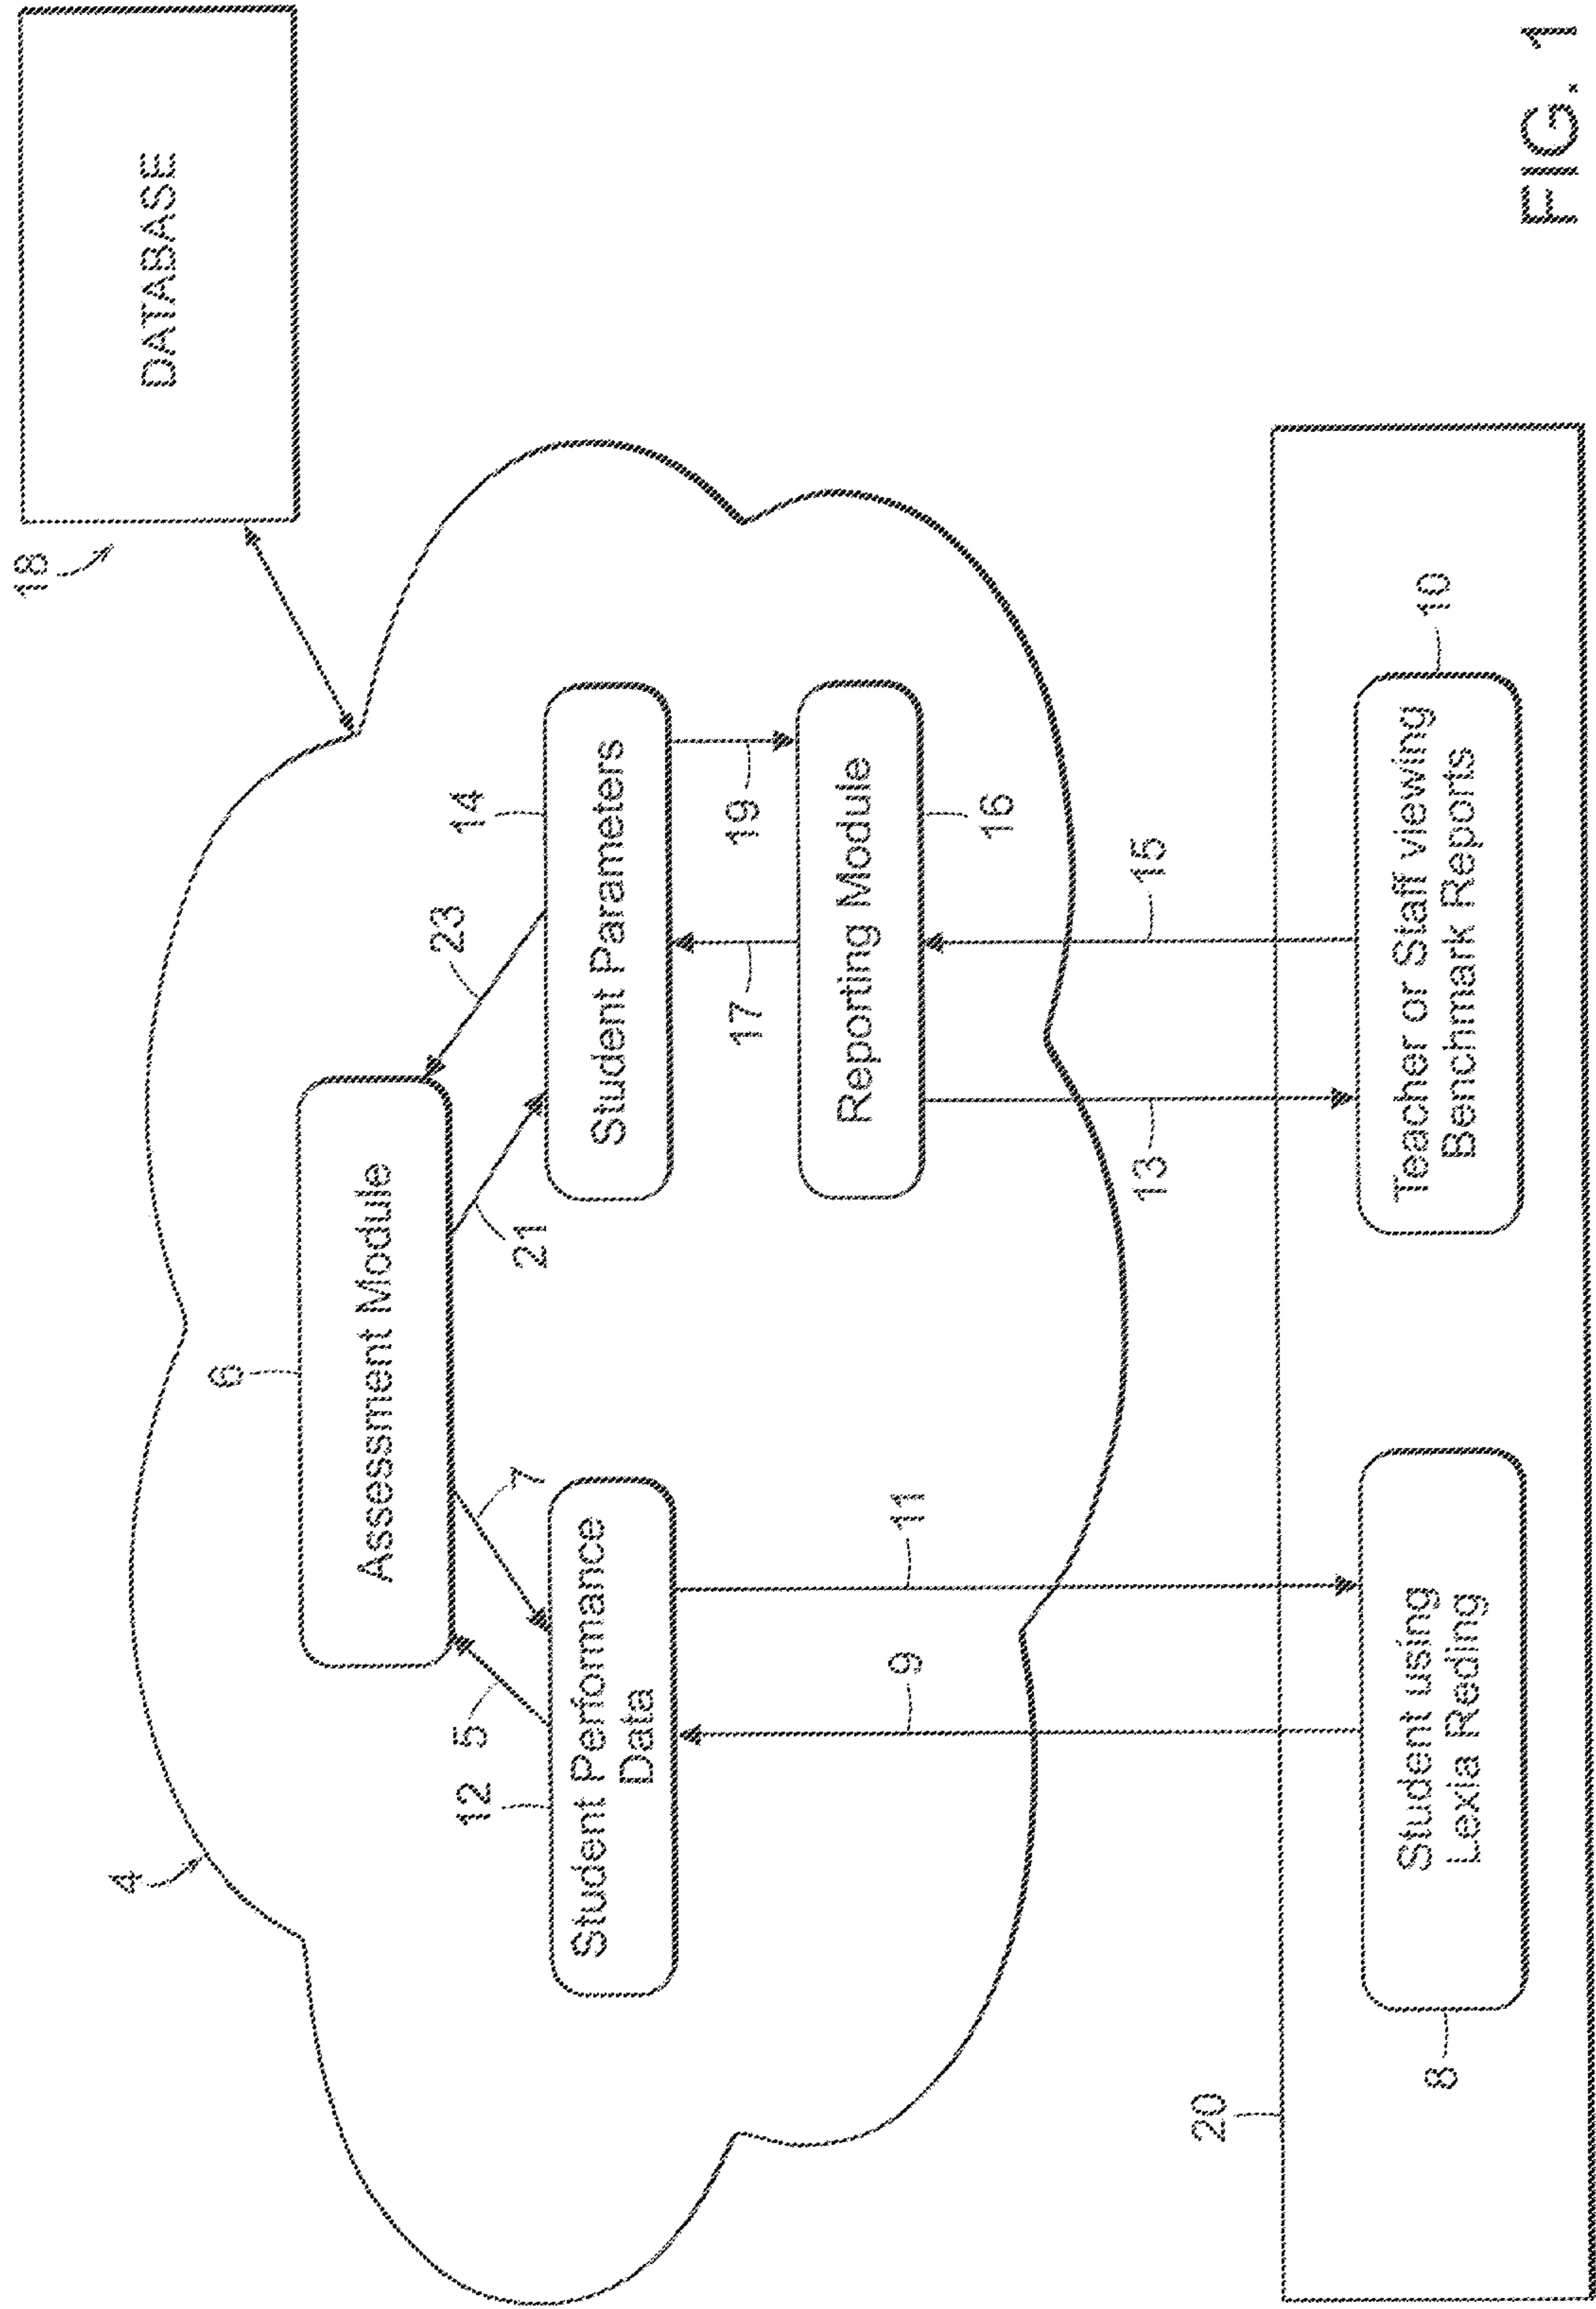 DATABASE
18
4
6
Assessment Module
5
7
21
23
12
14
Student Performance
Data
Student Parameters
17
19
Reporting Module
16
9
11
13
15
20
8
Student using
Lexia Reding
Teacher or Staff viewing
Benchmark Reports
10
FIG. 1